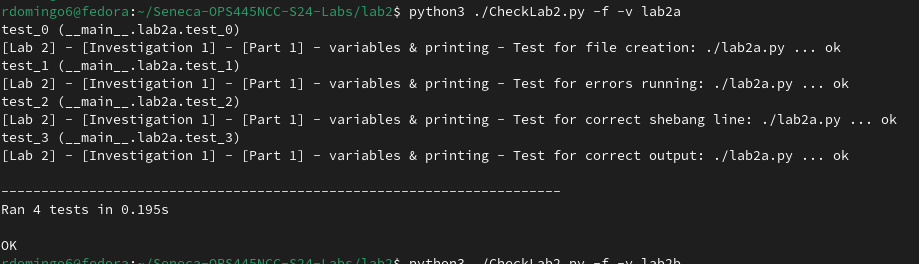 rdomingo6@fedora:~/Seneca-OPS445NCC-S24-Labs/lab2$ python3 ./CheckLab2.py -f -v lab2a
test_0 (__main__.lab2a.test_0)
[Lab 2] - [Investigation 1] - [Part 1] - variables & printing - Test for file creation: ./lab2a.py ... ok
test_1 (__main__.lab2a.test_1)
[Lab 2] - [Investigation 1] - [Part 1] - variables & printing - Test for errors running: ./lab2a.py ... ok
test_2 (__main__.lab2a.test_2)
[Lab 2] - [Investigation 1] - [Part 1] - variables & printing - Test for correct shebang line: ./lab2a.py ... ok
test_3 (__main__.lab2a.test_3)
[Lab 2] - [Investigation 1] - [Part 1] - variables & printing - Test for correct output: ./lab2a.py ... ok
----------------------------------------------------------------------
Ran 4 tests in 0.195s
OK
rdomingo6@fedora:~/Seneca-OPS445NCC-S24-Labs/lab2$ python3 ./CheckLab2.py -f -v lab2b